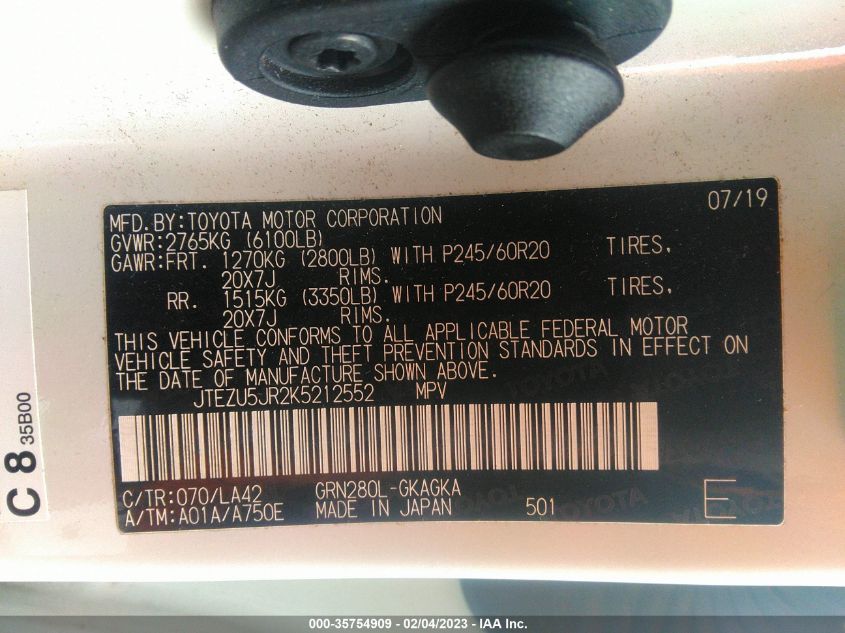 07/19
MFD.BY:TOYOTA MOTOR CORPORATION
GVWR:2765KG (6100LB)
GAWR:FRT. 1270KG (2800LB) WITH P245/60R20 TIRES.
20X7J RIMS.
RR. 1515KG (3350LB) WITH P245/60R20 TIRES,
20X7J RIMS.
THIS VEHICLE CONFORMS TO ALL APPLICABLE FEDERAL MOTOR
VEHICLE SAFETY AND THEFT PREVENTION STANDARDS IN EFFECT ON
THE DATE OF MANUFACTURE SHOWN ABOVE.
JTEZU5JR2K5212552 MPV
C/TR:070/LA42 GRN280L-GKAGKA
A/TM:A01A/A750E MADE IN JAPAN 501 E
C 8 35B00
000-35754909 - 02/04/2023 - IAA Inc.